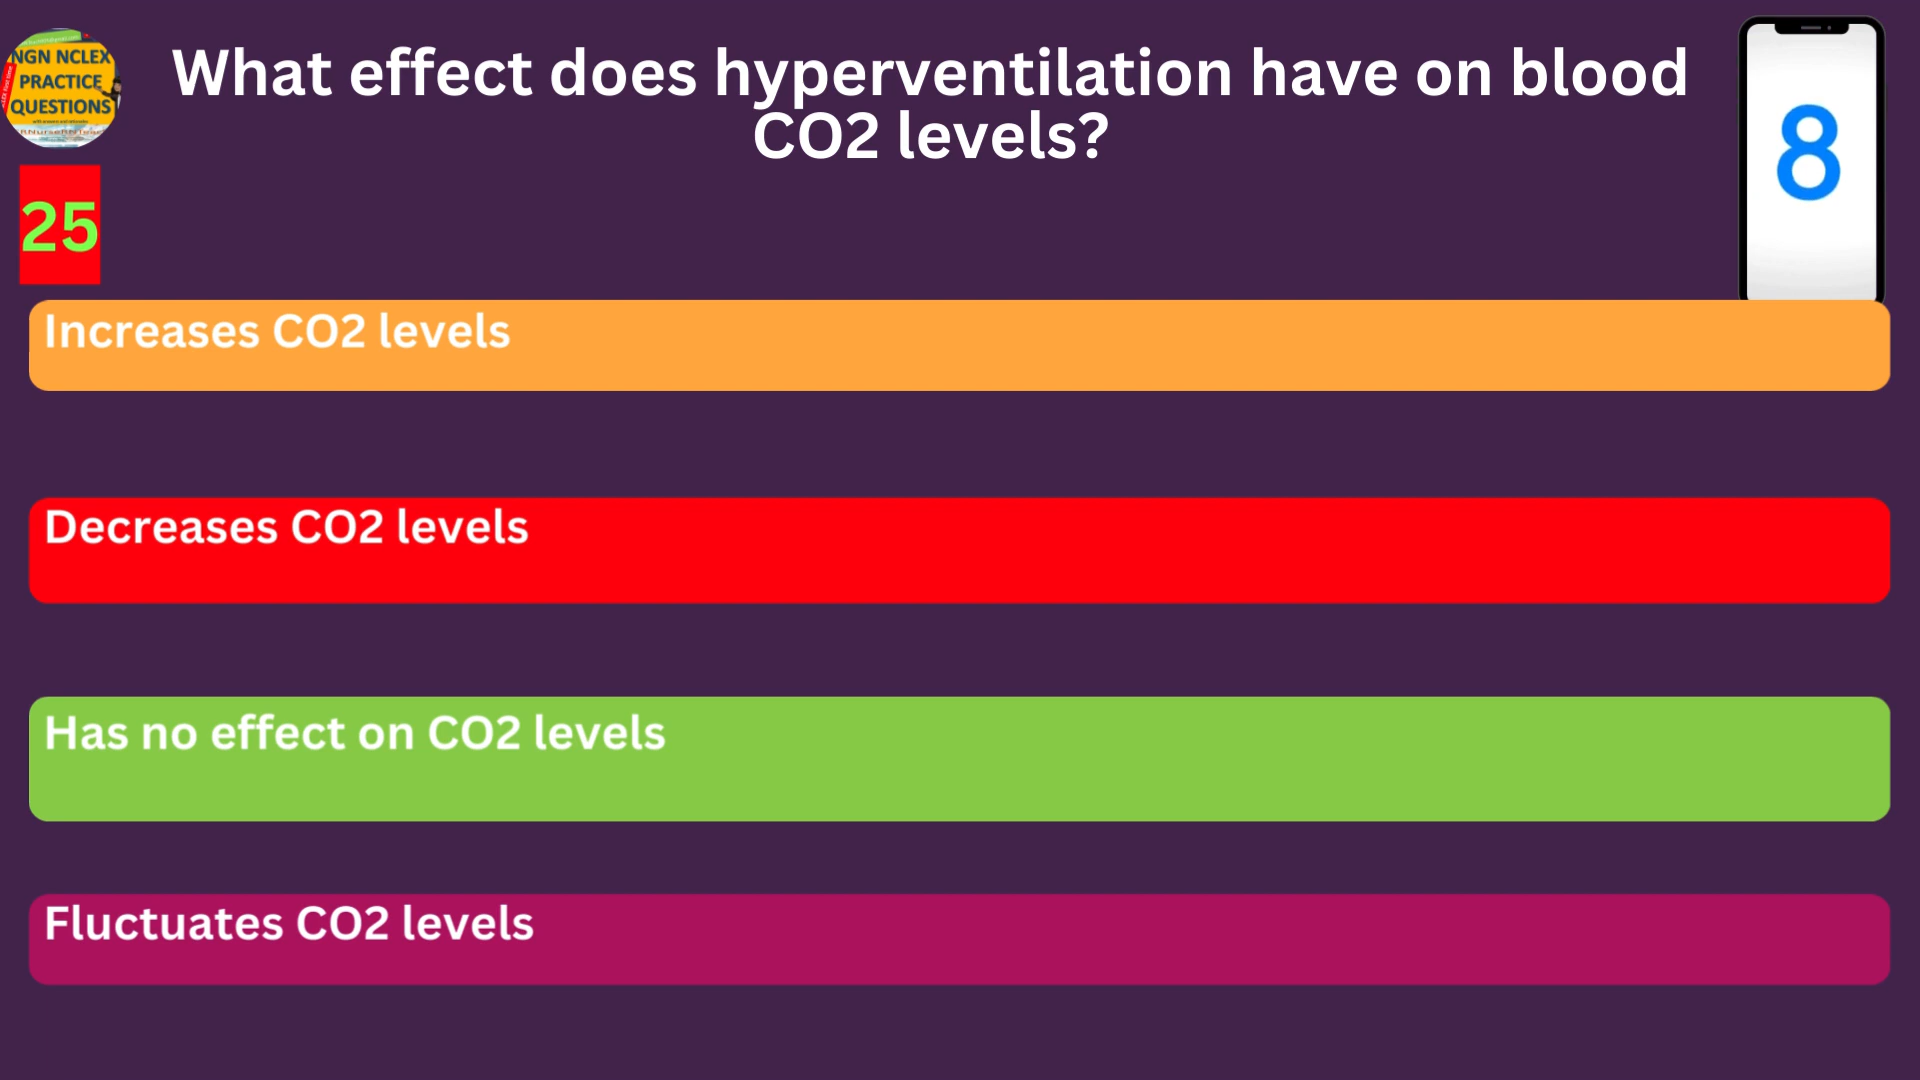 NGN NCLEX
PRACTICE
QUESTIONS
What effect does hyperventilation have on blood
CO2 levels?
8
25
Increases CO2 levels
Decreases CO2 levels
Has no effect on CO2 levels
Fluctuates CO2 levels